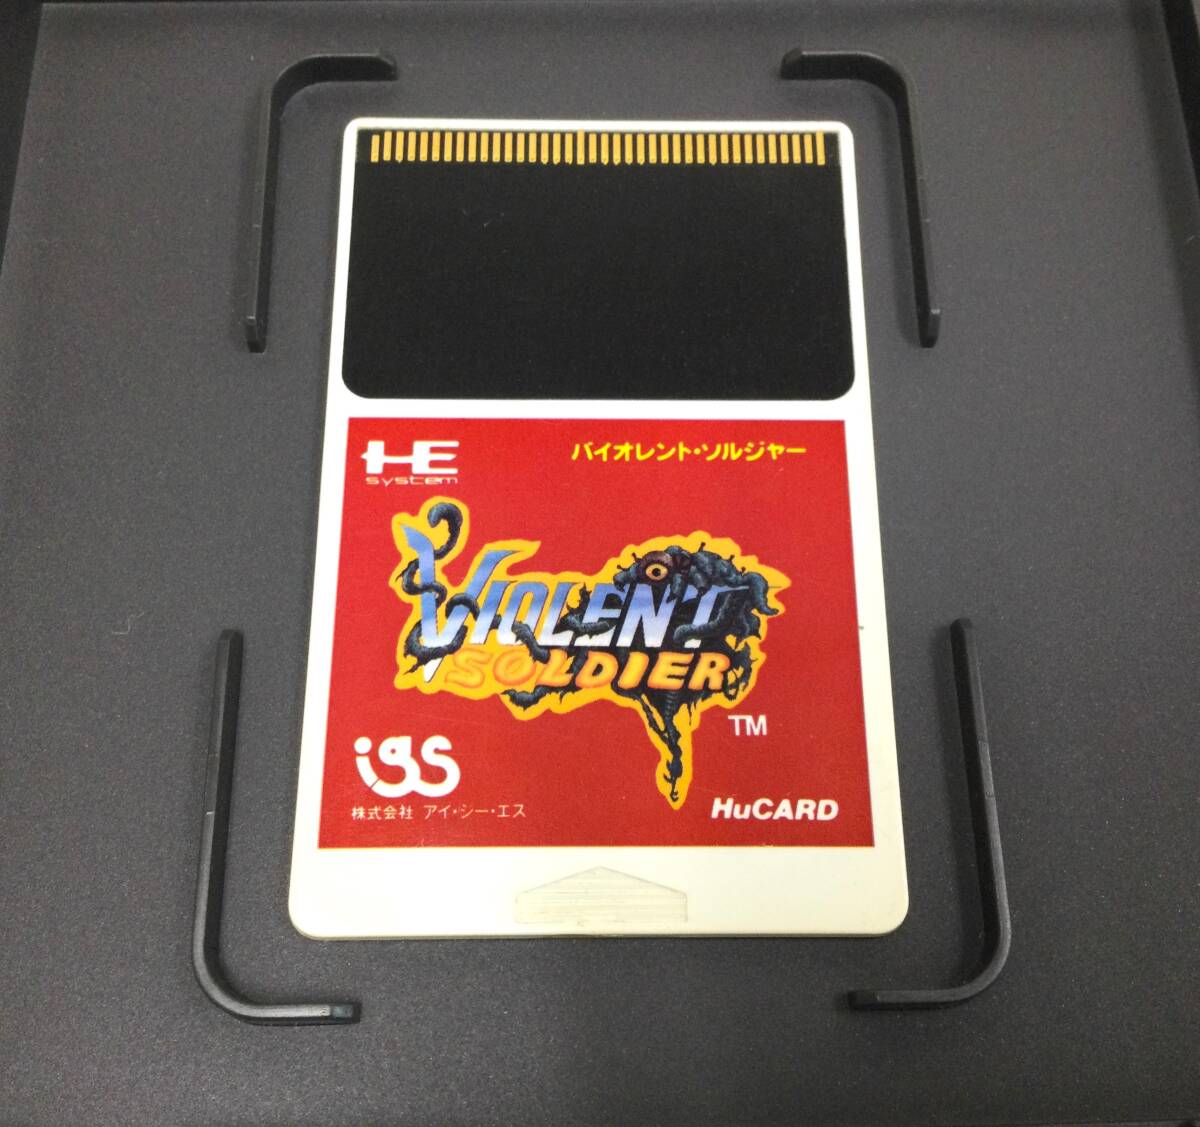 HE
system
バイオレント・ソルジャー
VIOLENT
SOLDIER
TM
igs
株式会社 アイ・ジー・エス
HuCARD